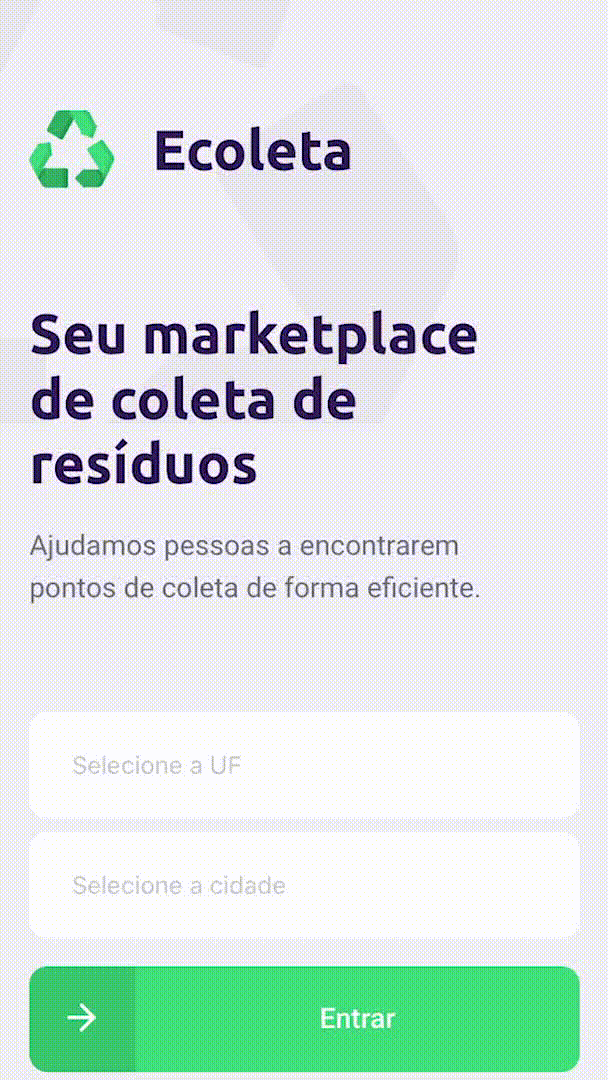 Ecoleta
Seu marketplace
de coleta de
resíduos
Ajudamos pessoas a encontrarem
pontos de coleta de forma eficiente.
Selecione a UF
Selecione a cidade
Entrar